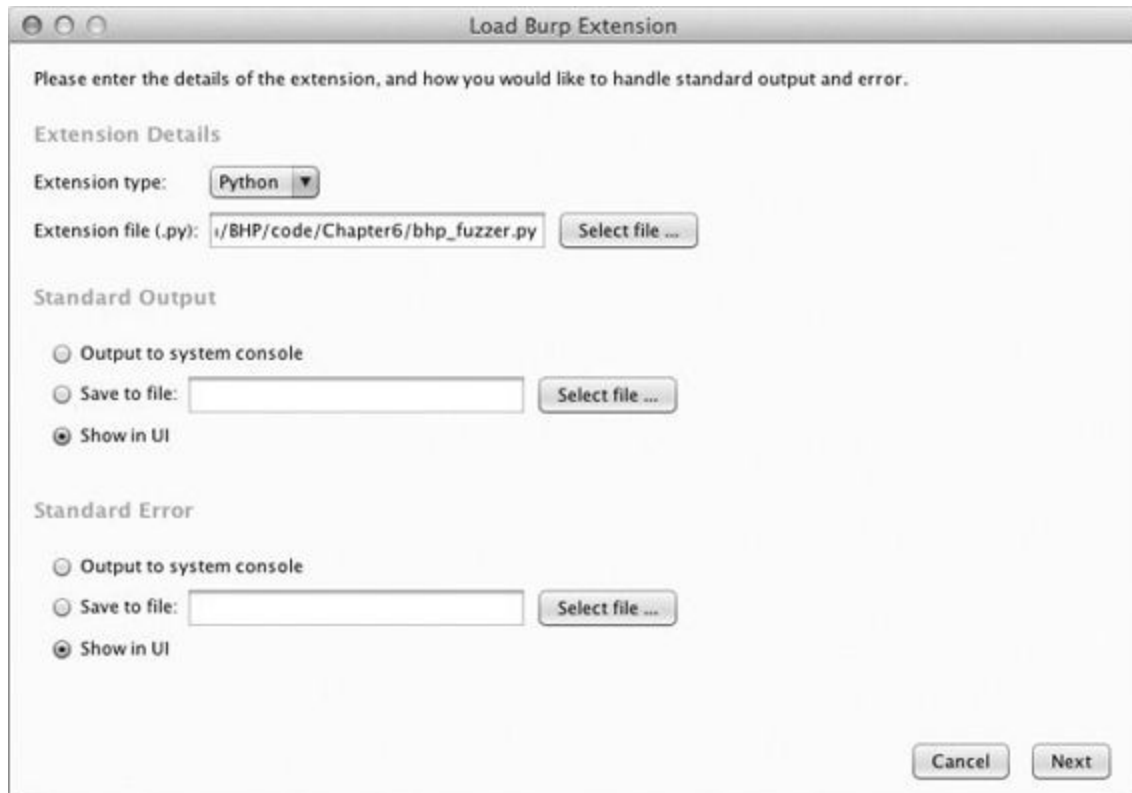 Load Burp Extension
Please enter the details of the extension, and how you would like to handle standard output and error.
Extension Details
Extension type: Python
Extension file (.py): /BHP/code/Chapter6/bhp_fuzzer.py Select file ...
Standard Output
Output to system console
Save to file: Select file ...
Show in UI
Standard Error
Output to system console
Save to file: Select file ...
Show in UI
Cancel Next